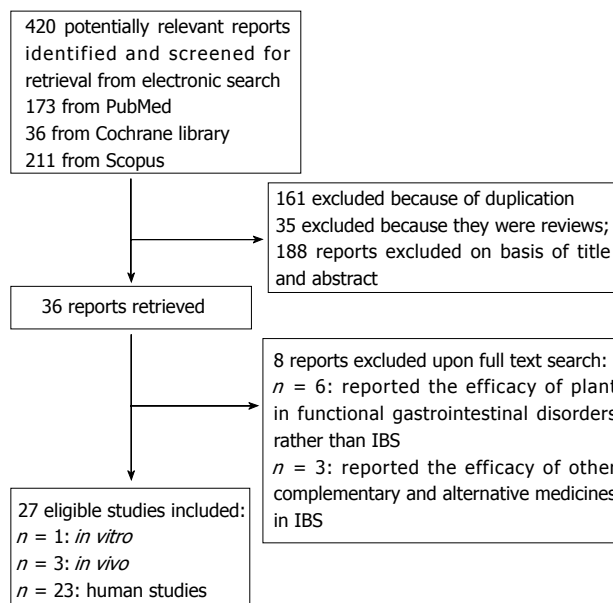 420 potentially relevant reports
identified and screened for
retrieval from electronic search
173 from PubMed
36 from Cochrane library
211 from Scopus
161 excluded because of duplication
35 excluded because they were reviews;
188 reports excluded on basis of title
and abstract
36 reports retrieved
8 reports excluded upon full text search:
n = 6: reported the efficacy of plant
in functional gastrointestinal disorders
rather than IBS
n = 3: reported the efficacy of other
complementary and alternative medicines
in IBS
27 eligible studies included:
n = 1: in vitro
n = 3: in vivo
n = 23: human studies